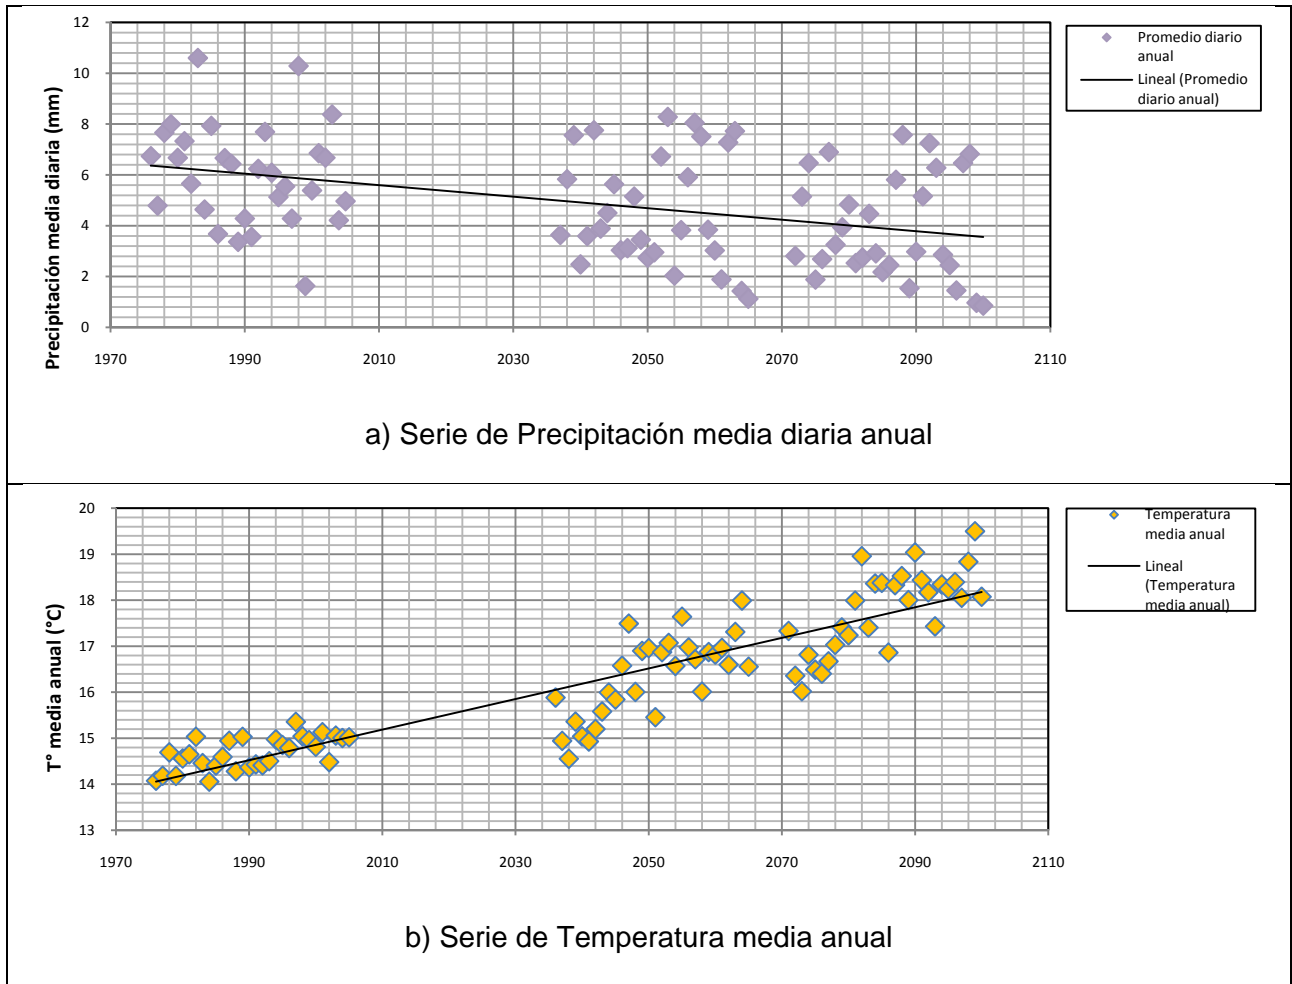 12
10
8
6
4
2
0
Precipitación media diaria (mm)
1970 1990 2010 2030 2050 2070 2090 2110
Promedio diario
anual
Lineal (Promedio
diario anual)
a) Serie de Precipitación media diaria anual
20
19
18
17
16
15
14
13
T° media anual (°C)
1970 1990 2010 2030 2050 2070 2090 2110
Temperatura
media anual
Lineal
(Temperatura
media anual)
b) Serie de Temperatura media anual